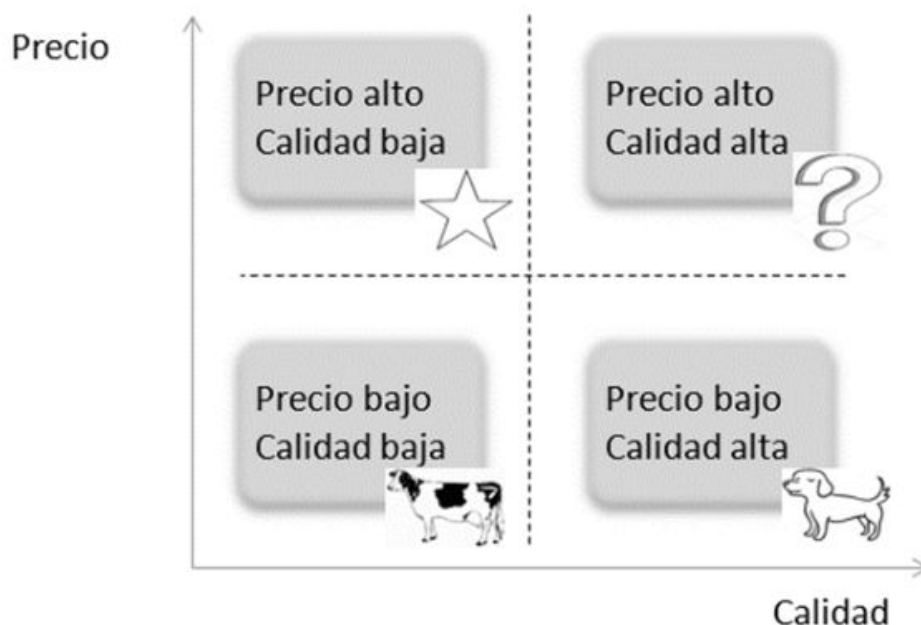 Precio
Precio alto
Calidad baja
Precio alto
Calidad alta
?
Precio bajo
Calidad baja
Precio bajo
Calidad alta
Calidad